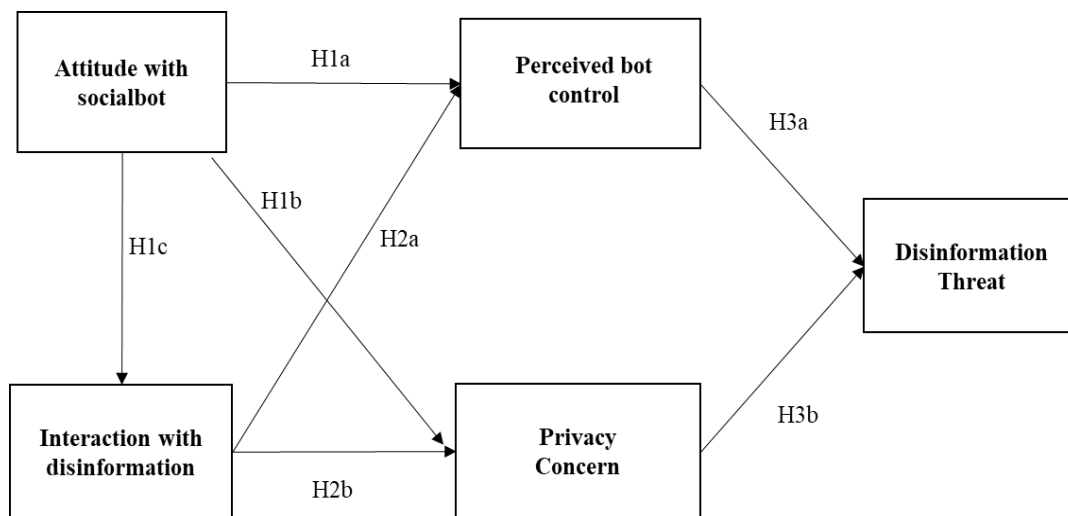 Attitude with
socialbot
H1a
Perceived bot
control
H3a
H1b
H2a
H1c
Disinformation
Threat
Interaction with
disinformation
H2b
Privacy
Concern
H3b